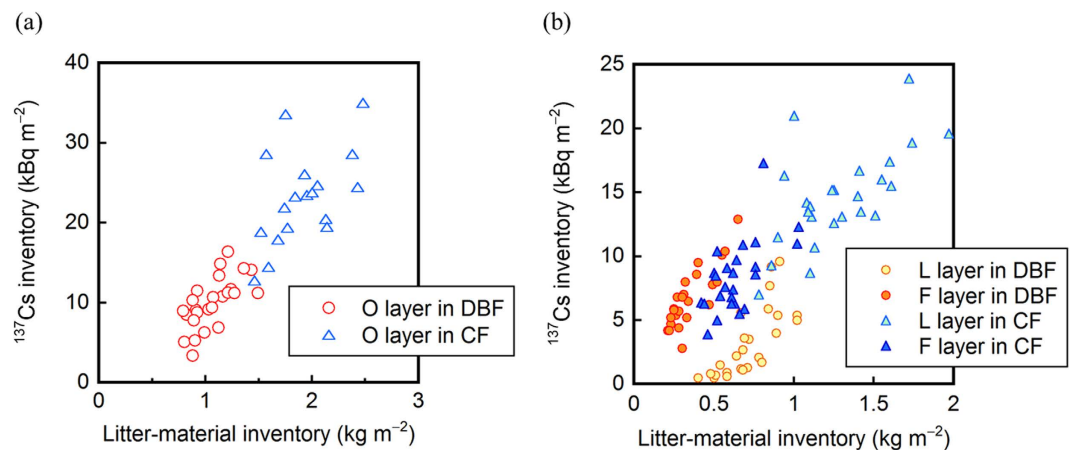 (a)
40
30
20
10
0
0
1
2
3
¹³⁷Cs inventory (kBq m⁻²)
Litter-material inventory (kg m⁻²)
O layer in DBF
O layer in CF
(b)
25
20
15
10
5
0
0
0.5
1
1.5
2
¹³⁷Cs inventory (kBq m⁻²)
Litter-material inventory (kg m⁻²)
L layer in DBF
F layer in DBF
L layer in CF
F layer in CF